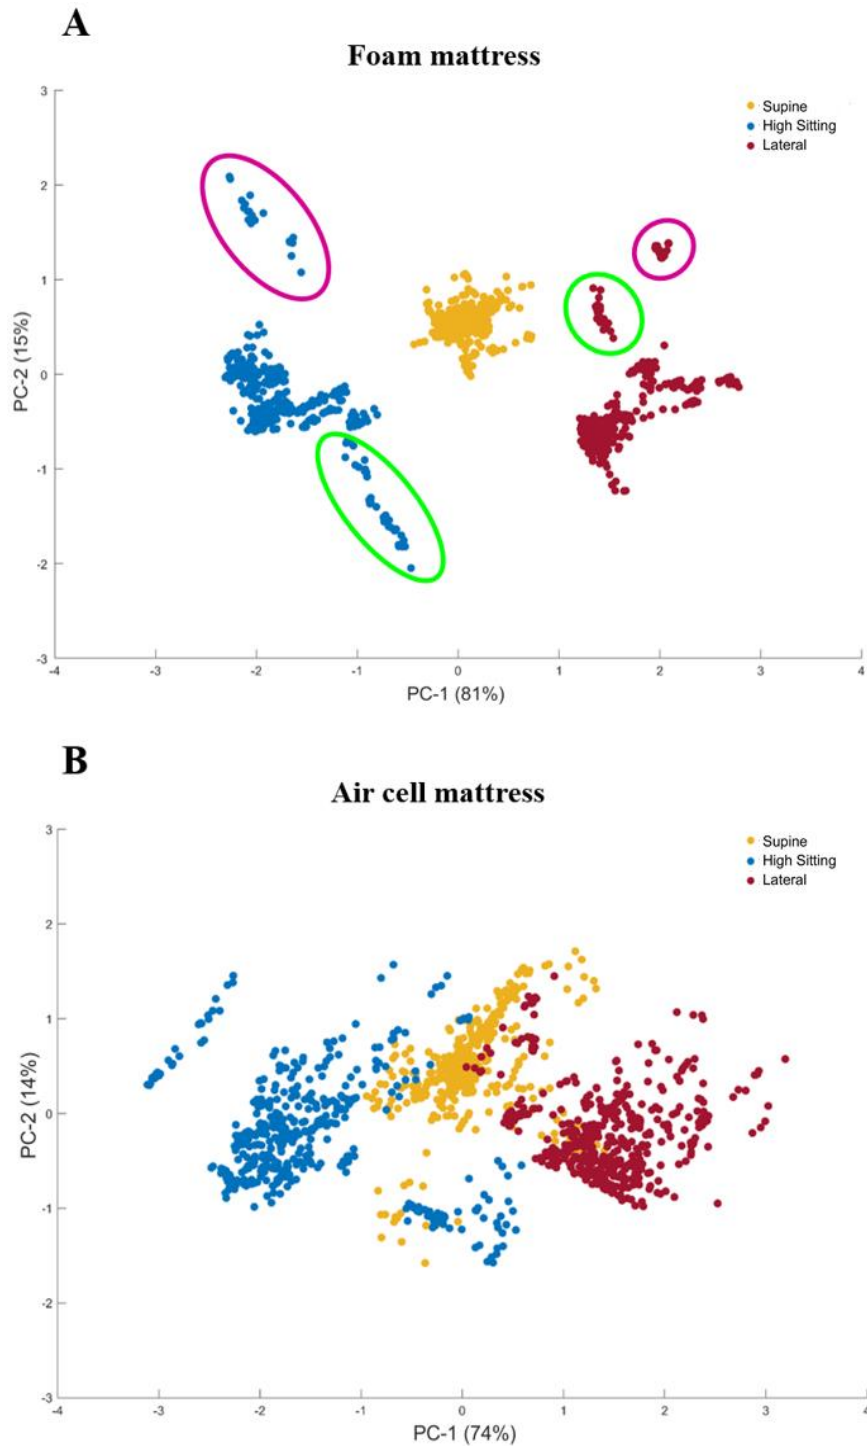 A
Foam mattress
3
2
1
0
-1
-2
-3
PC-2 (15%)
Supine
High Sitting
Lateral
-4
-3
-2
-1
0
1
2
3
4
PC-1 (81%)
B
Air cell mattress
3
2
1
0
-1
-2
-3
PC-2 (14%)
Supine
High Sitting
Lateral
-4
-3
-2
-1
0
1
2
3
4
PC-1 (74%)